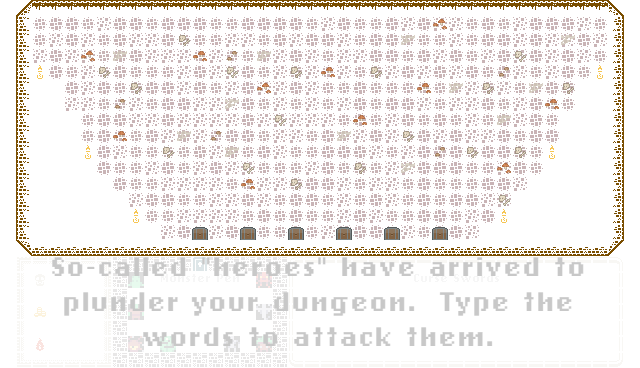 So-called "heroes" have arrived to
plunder your dungeon. Type the
words to attack them.